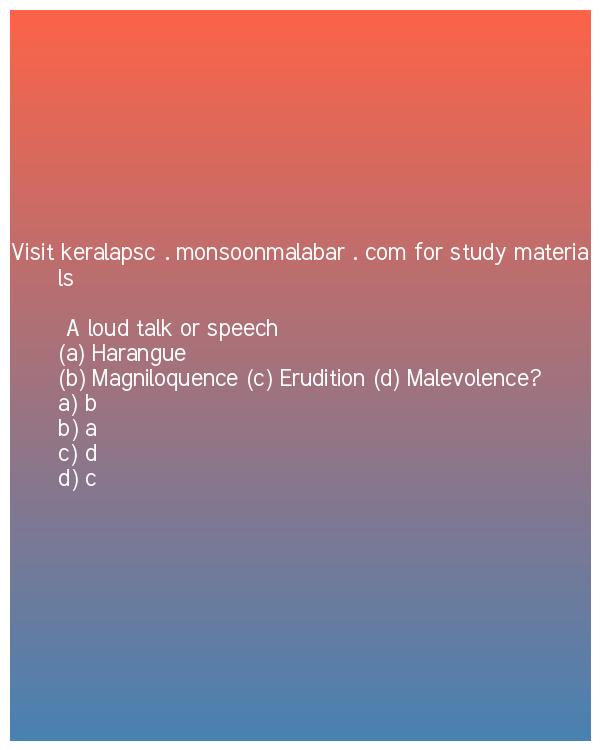 Visit keralapsc . monsoonmalabar . com for study materia
ls
A loud talk or speech
(a) Harangue
(b) Magniloquence (c) Erudition (d) Malevolence?
a) b
b) a
c) d
d) c